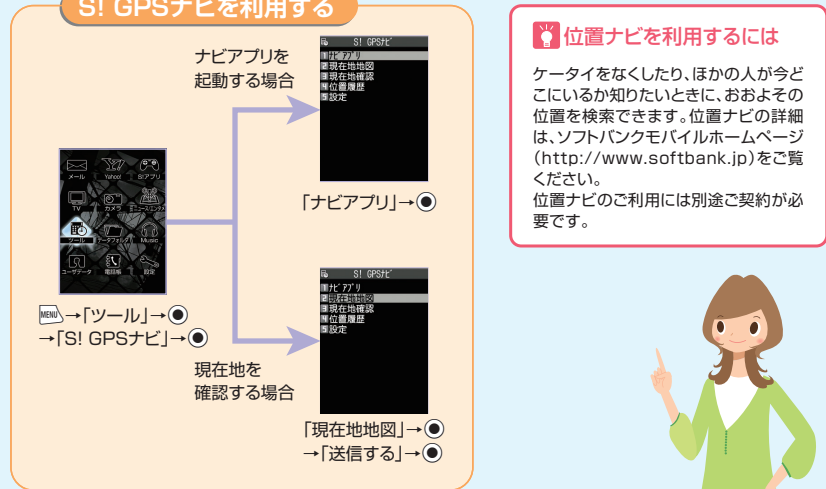 S! GPSナビを利用する
ナビアプリを
起動する場合
S! GPSﾅﾋﾞ
1ﾅﾋﾞｱﾌﾟﾘ
2現在地地図
3現在地確認
4位置履歴
5設定
「ナビアプリ」→◉
メール
Yahoo!
S!アプリ
TV
カメラ
ツール
データフォルダ
Music
ユーザデータ
電話帳
設定
MENU→「ツール」→◉
→「S! GPSナビ」→◉
S! GPSﾅﾋﾞ
1ﾅﾋﾞｱﾌﾟﾘ
2現在地地図
3現在地確認
4位置履歴
5設定
現在地を
確認する場合
「現在地地図」→◉
→「送信する」→◉
位置ナビを利用するには
ケータイをなくしたり、ほかの人が今ど
こにいるか知りたいときに、おおよその
位置を検索できます。位置ナビの詳細
は、ソフトバンクモバイルホームページ
（http://www.softbank.jp）をご覧
ください。
位置ナビのご利用には別途ご契約が必
要です。